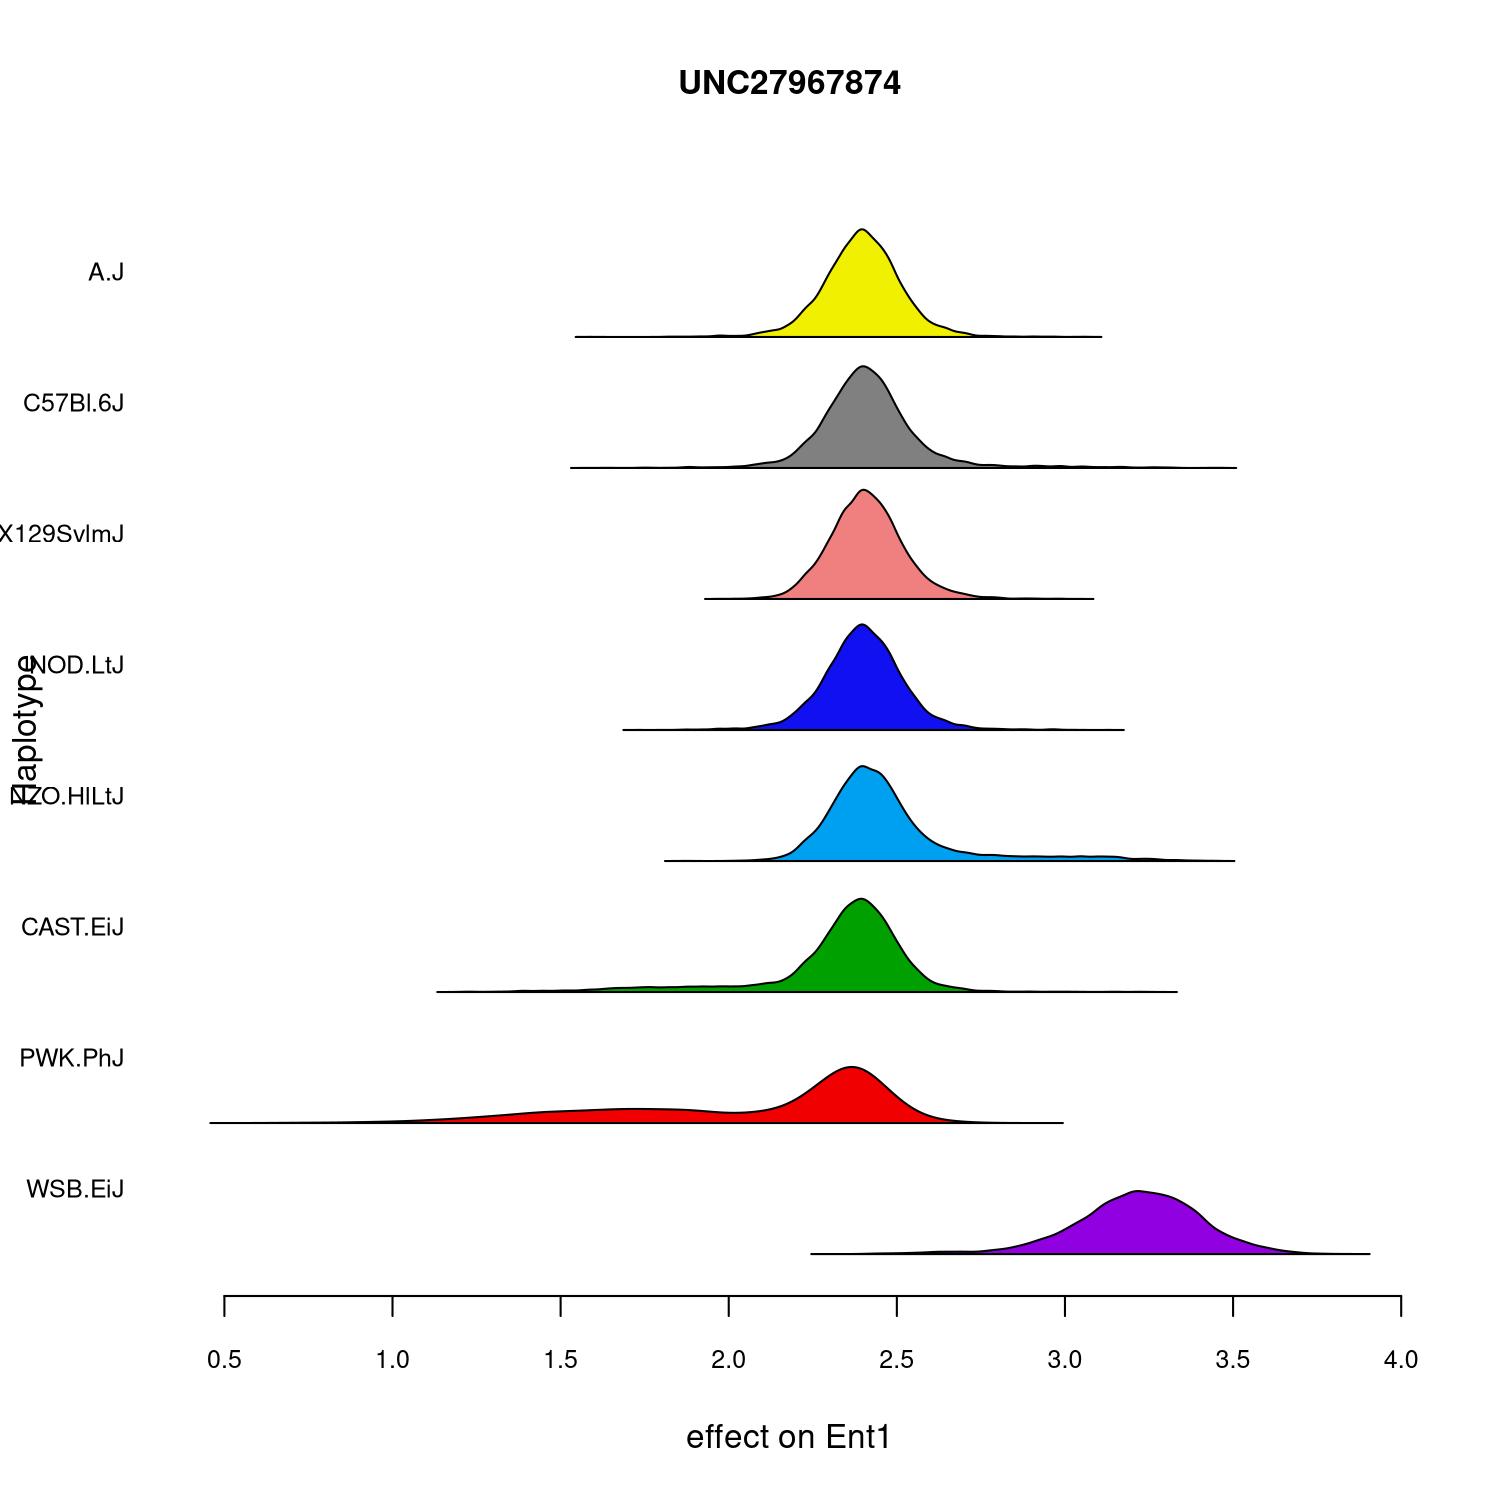 UNC27967874
A.J
C57Bl.6J
X129SvImJ
NOD.LtJ
Haplotype
NZO.HlLtJ
CAST.EiJ
PWK.PhJ
WSB.EiJ
0.5 1.0 1.5 2.0 2.5 3.0 3.5 4.0
effect on Ent1